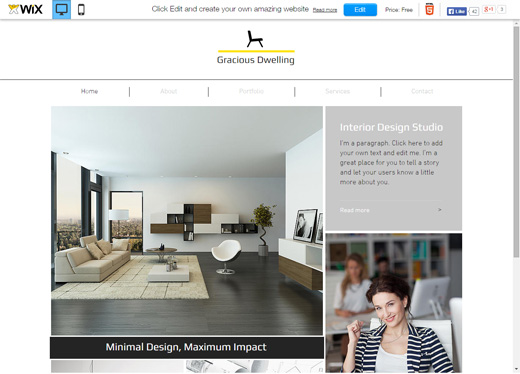 WiX
Click Edit and create your own amazing website Read more
Edit
Price: Free
Like 42
g+1
Gracious Dwelling
Home
About
Portfolio
Services
Contact
Interior Design Studio
I'm a paragraph. Click here to add
your own text and edit me. I'm a
great place for you to tell a story
and let your users know a little
more about you.
Read more >
Minimal Design, Maximum Impact